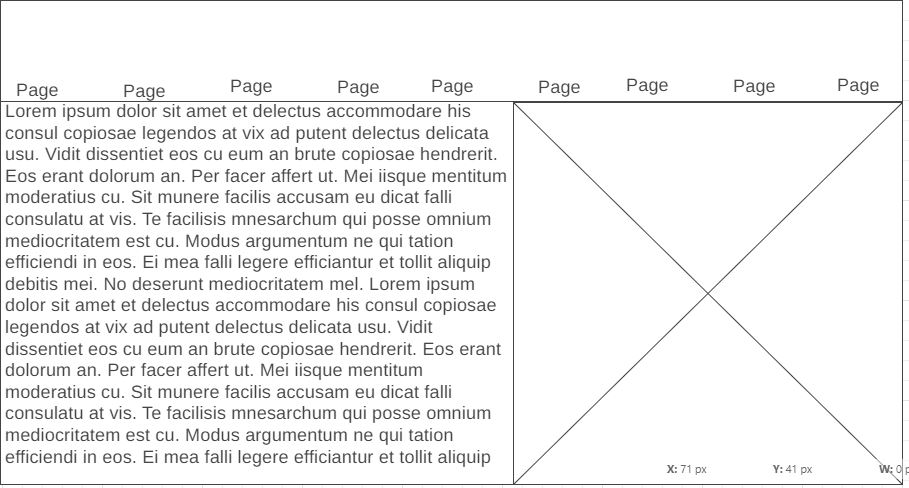 Page Page Page Page Page Page Page Page Page
Lorem ipsum dolor sit amet et delectus accommodare his
consul copiosae legendos at vix ad putent delectus delicata
usu. Vidit dissentiet eos cu eum an brute copiosae hendrerit.
Eos erant dolorum an. Per facer affert ut. Mei iisque mentitum
moderatius cu. Sit munere facilis accusam eu dicat falli
consulatu at vis. Te facilisis mnesarchum qui posse omnium
mediocritatem est cu. Modus argumentum ne qui tation
efficiendi in eos. Ei mea falli legere efficiantur et tollit aliquip
debitis mei. No deserunt mediocritatem mel. Lorem ipsum
dolor sit amet et delectus accommodare his consul copiosae
legendos at vix ad putent delectus delicata usu. Vidit
dissentiet eos cu eum an brute copiosae hendrerit. Eos erant
dolorum an. Per facer affert ut. Mei iisque mentitum
moderatius cu. Sit munere facilis accusam eu dicat falli
consulatu at vis. Te facilisis mnesarchum qui posse omnium
mediocritatem cu. Modus argumentum ne qui tation
efficiendi in eos. Ei mea falli legere efficiantur et tollit aliquip
X: 71 px Y: 41 px W: 0 p